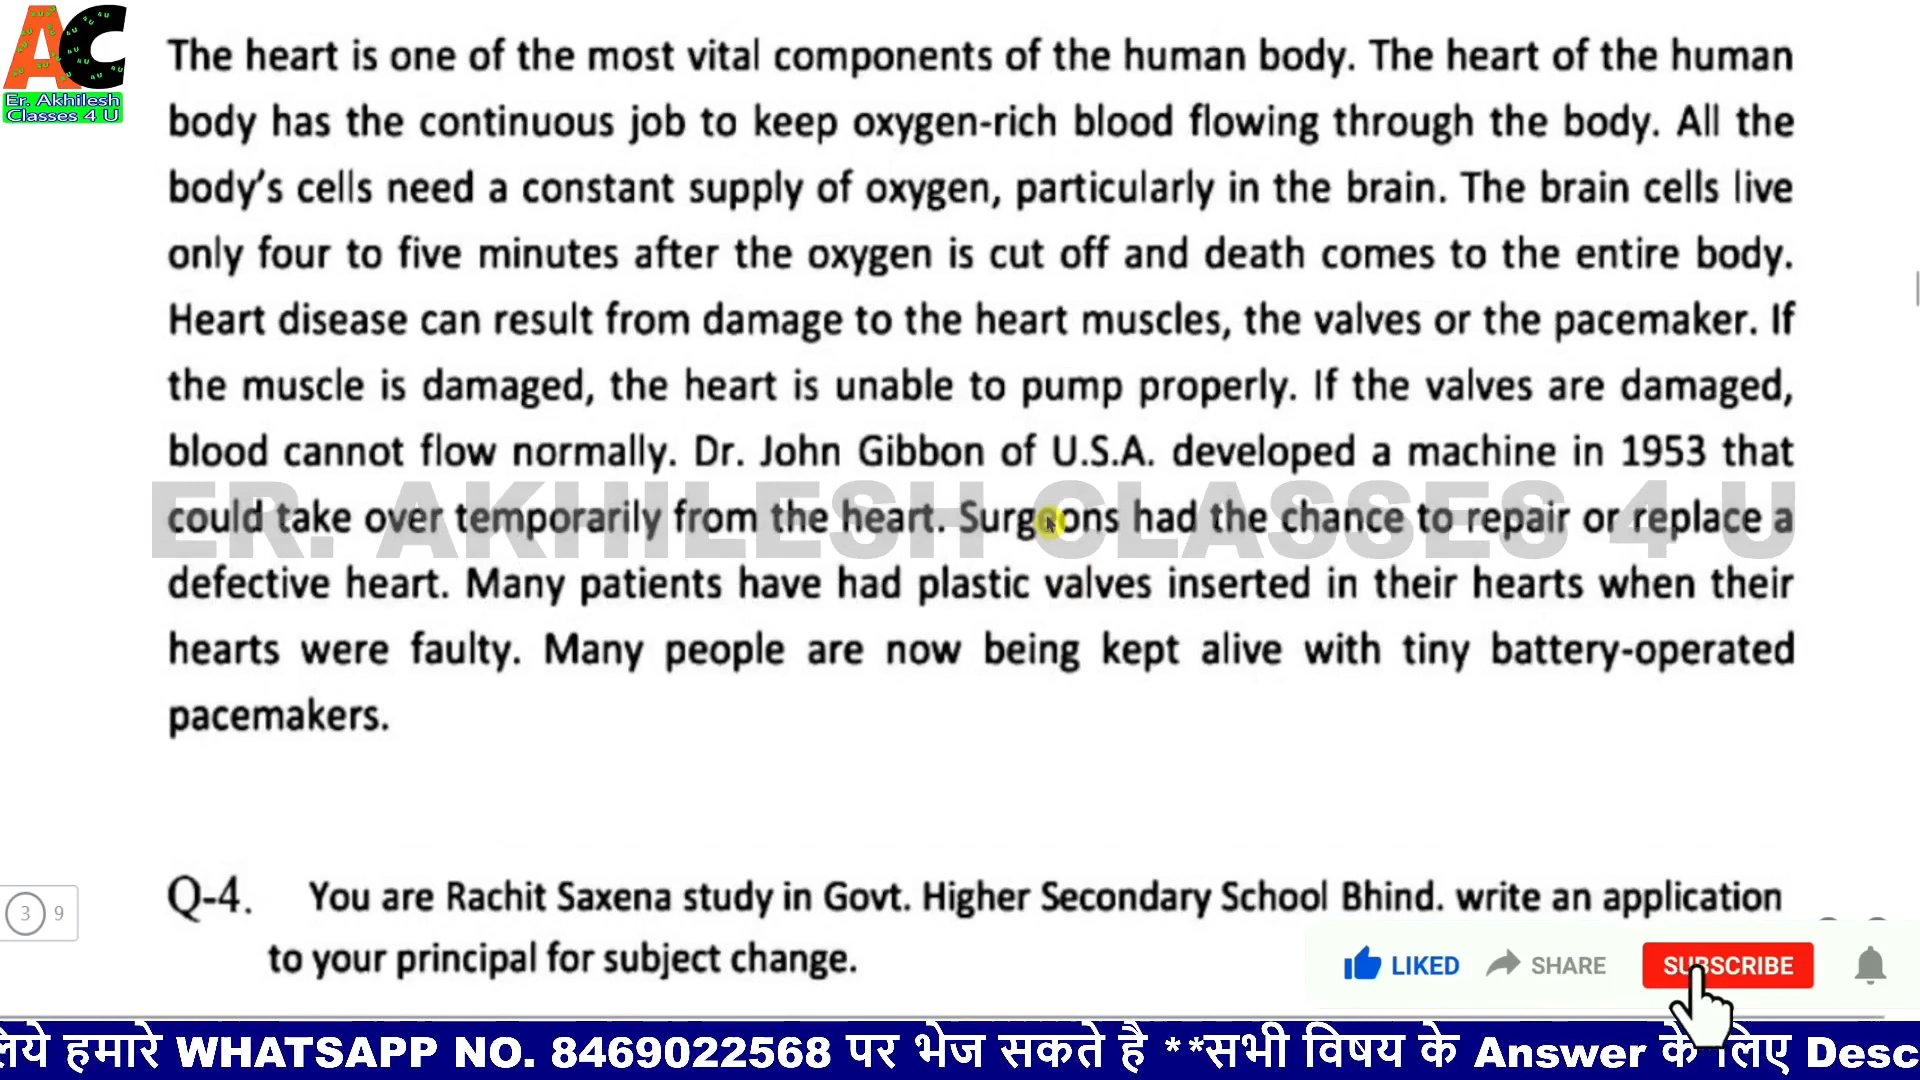 AC
Er. Akhilesh
Classes 4 U
The heart is one of the most vital components of the human body. The heart of the human
body has the continuous job to keep oxygen-rich blood flowing through the body. All the
body's cells need a constant supply of oxygen, particularly in the brain. The brain cells live
only four to five minutes after the oxygen is cut off and death comes to the entire body.
Heart disease can result from damage to the heart muscles, the valves or the pacemaker. If
the muscle is damaged, the heart is unable to pump properly. If the valves are damaged,
blood cannot flow normally. Dr. John Gibbon of U.S.A. developed a machine in 1953 that
could take over temporarily from the heart. Surgeons had the chance to repair or replace a
ER. AKHILESH CLASSES 4 U
defective heart. Many patients have had plastic valves inserted in their hearts when their
hearts were faulty. Many people are now being kept alive with tiny battery-operated
pacemakers.
Q-4. You are Rachit Saxena study in Govt. Higher Secondary School Bhind. write an application
3 9
to your principal for subject change.
LIKED SHARE SUBSCRIBE
लिये हमारे WHATSAPP NO. 8469022568 पर भेज सकते है **सभी विषय के Answer के लिए Desc